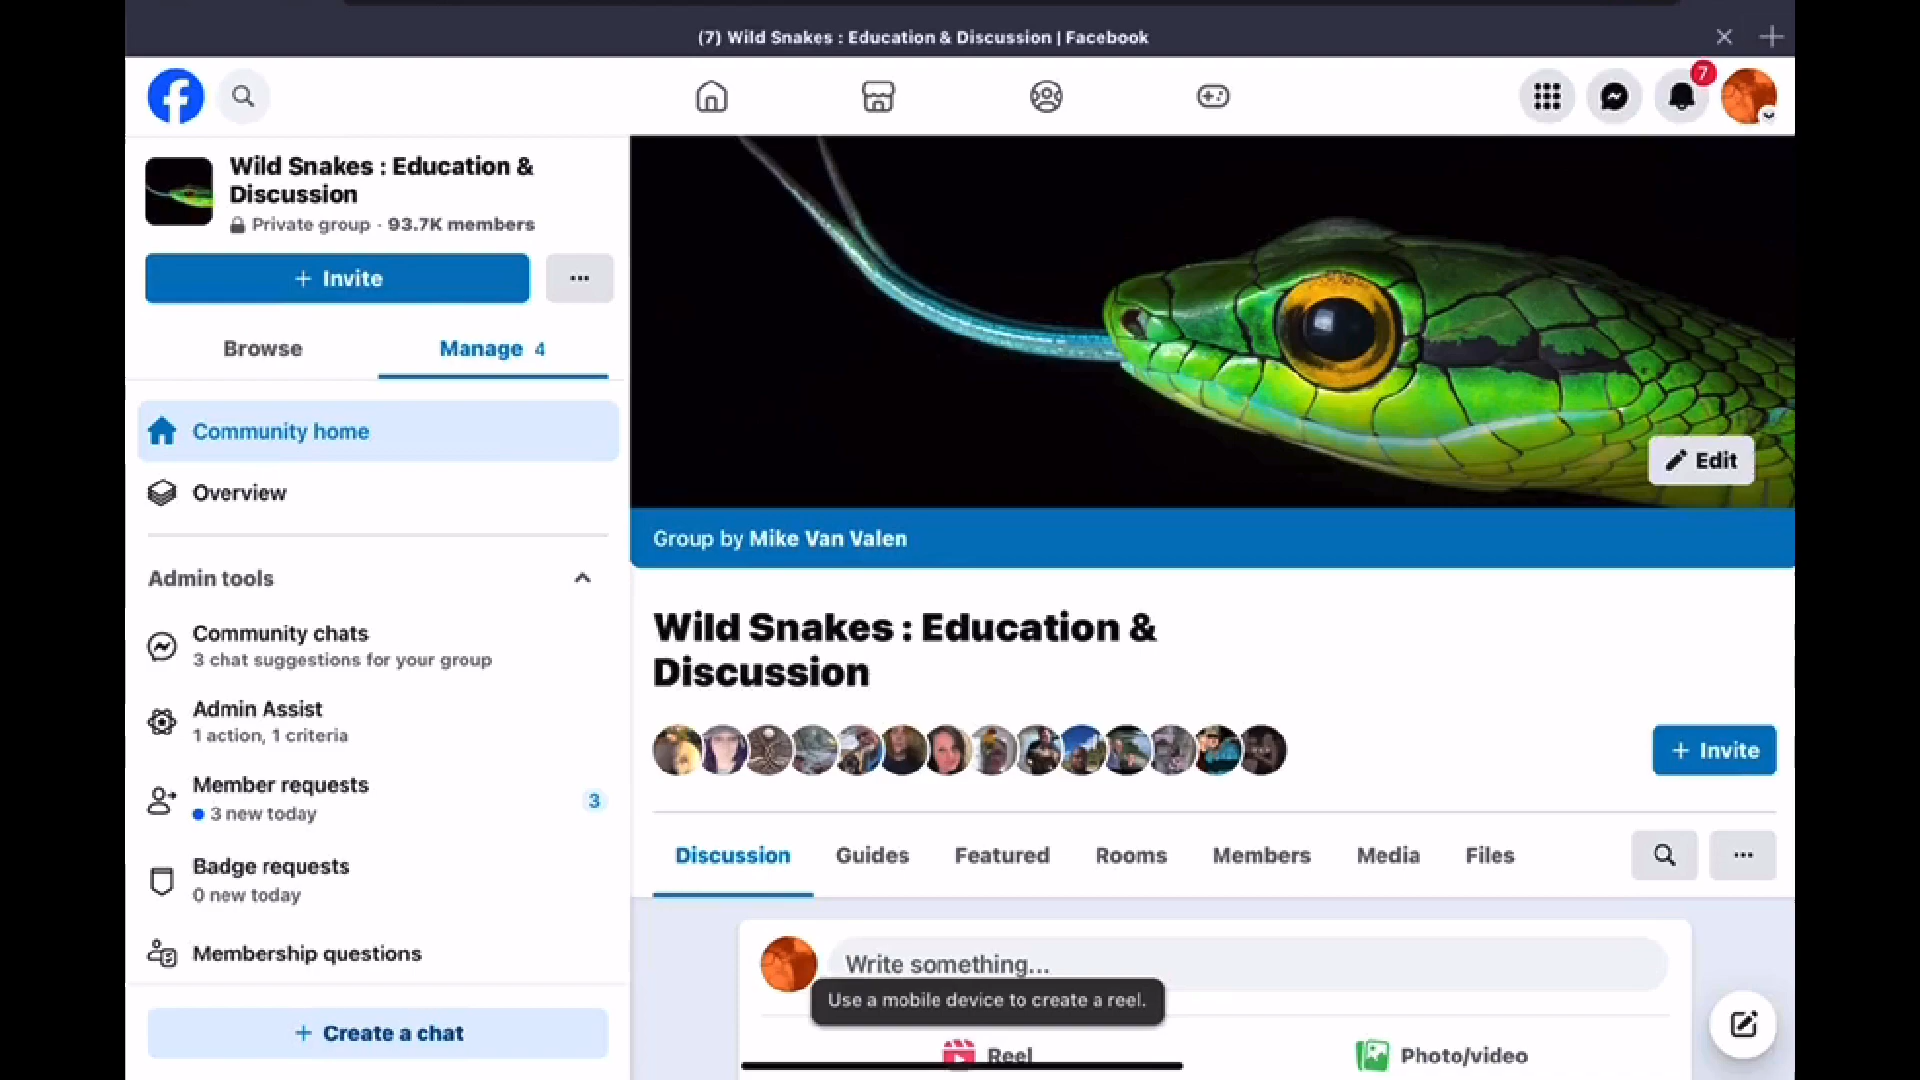 (7) Wild Snakes : Education & Discussion | Facebook
7
Wild Snakes : Education &
Discussion
Private group · 93.7K members
+ Invite
Browse
Manage 4
Community home
Overview
Admin tools
Community chats
3 chat suggestions for your group
Admin Assist
1 action, 1 criteria
Member requests
3 new today
3
Badge requests
0 new today
Membership questions
+ Create a chat
Edit
Group by Mike Van Valen
Wild Snakes : Education &
Discussion
+ Invite
Discussion Guides Featured Rooms Members Media Files
Write something...
Use a mobile device to create a reel.
Reel
Photo/video